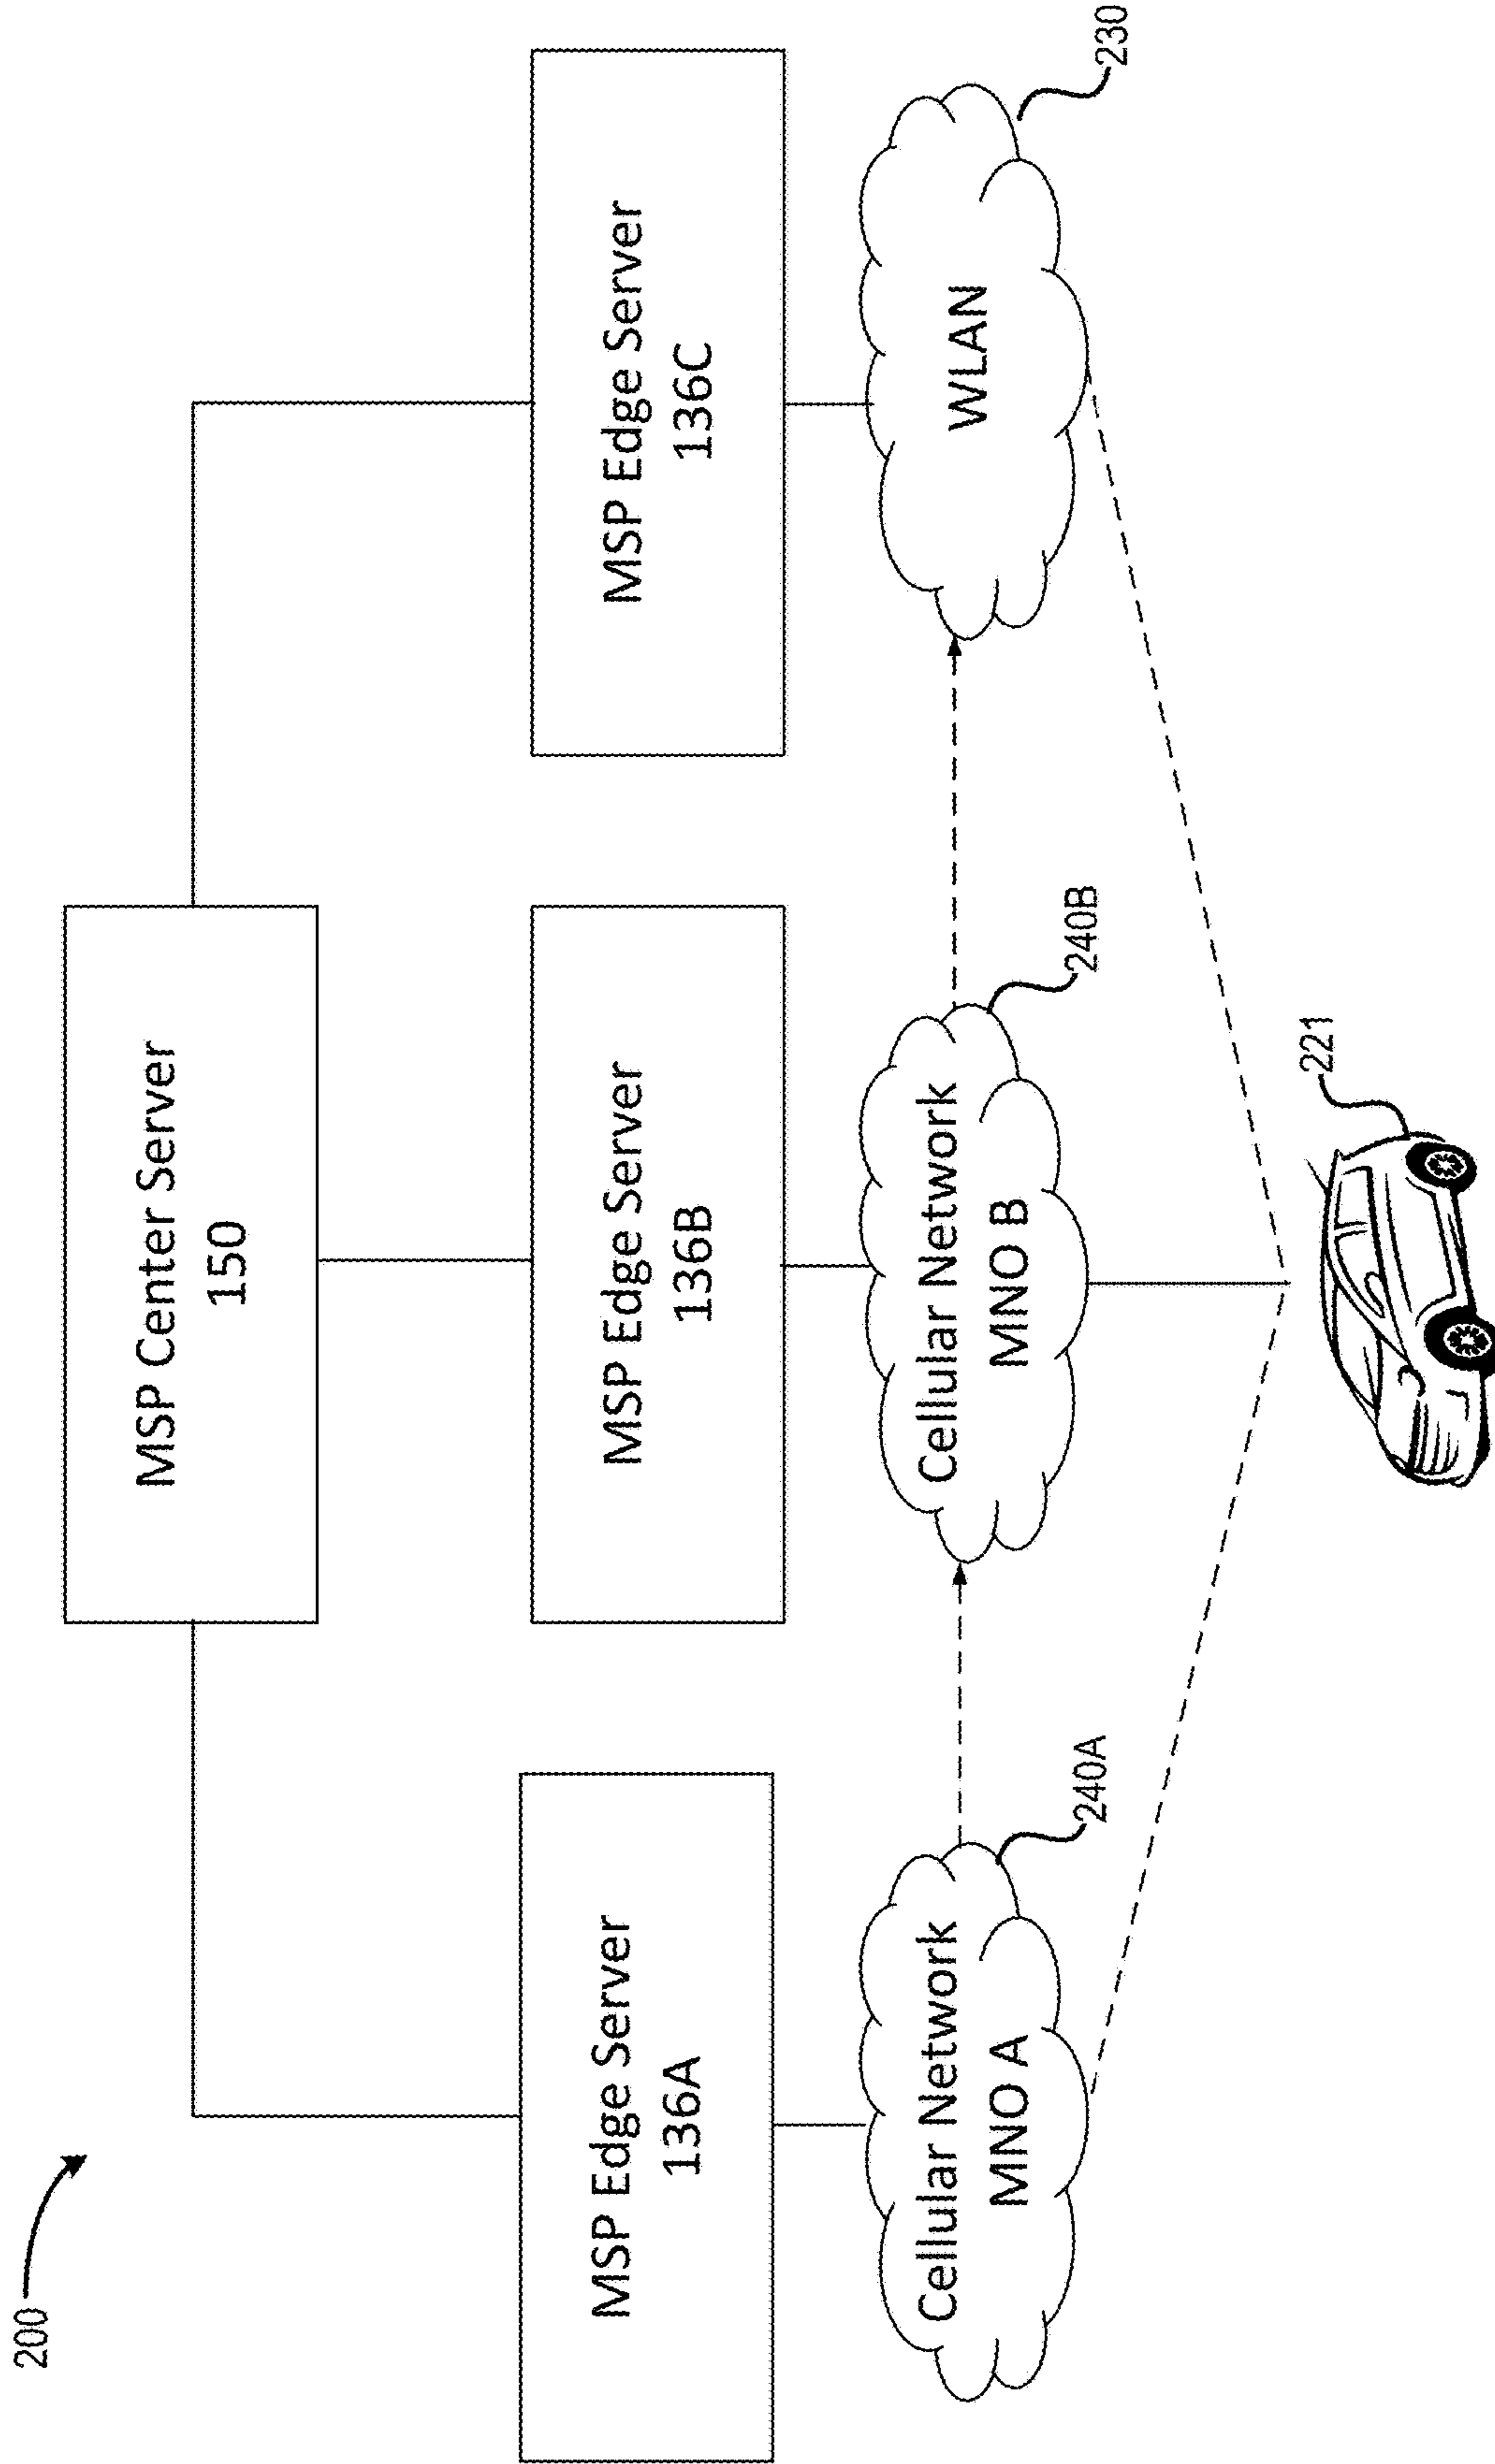 200
MSP Center Server
150
MSP Edge Server
136A
MSP Edge Server
136B
MSP Edge Server
136C
Cellular Network
MNO A
240A
Cellular Network
MNO B
240B
WLAN
230
221